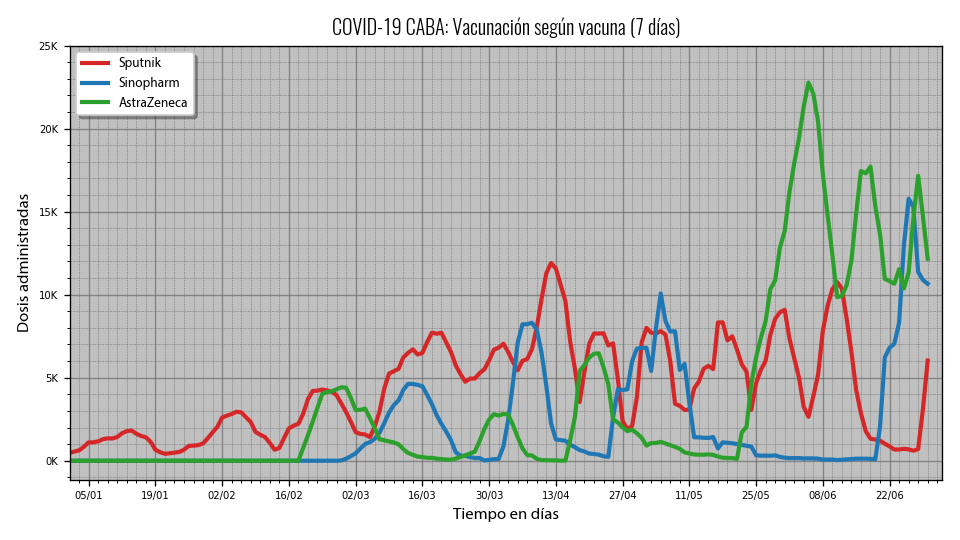 COVID-19 CABA: Vacunación según vacuna (7 días)
Sputnik
Sinopharm
AstraZeneca
25K
20K
15K
10K
5K
0K
Dosis administradas
05/01 19/01 02/02 16/02 02/03 16/03 30/03 13/04 27/04 11/05 25/05 08/06 22/06
Tiempo en días